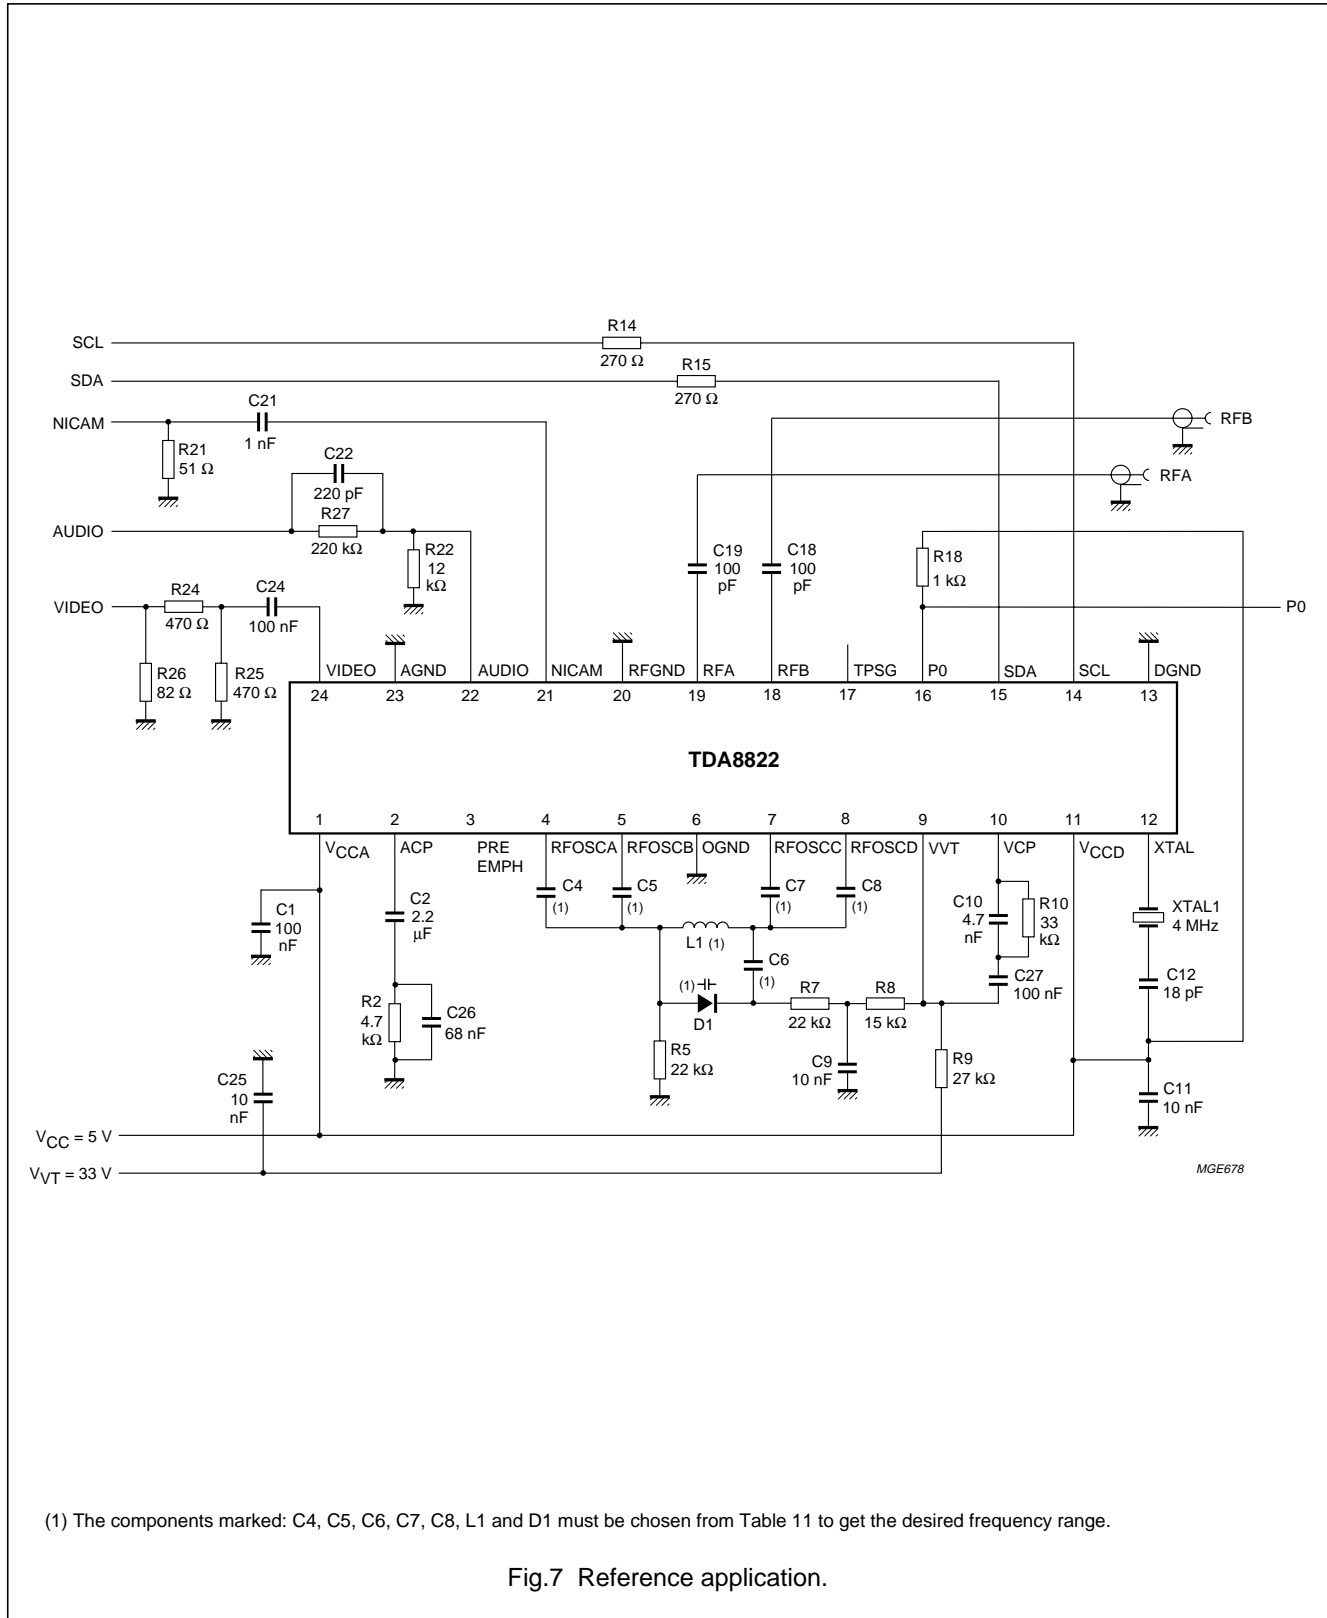 R14
SCL
270 Ω
R15
SDA
270 Ω
C21
NICAM
1 nF
R21
51 Ω
C22
220 pF
RFB
RFA
AUDIO
R27
220 kΩ
R22
12
kΩ
C19
100
pF
C18
100
pF
R18
1 kΩ
VIDEO
R24
470 Ω
C24
100 nF
P0
R26
82 Ω
R25
470 Ω
VIDEO
AGND
AUDIO
NICAM
RFGND
RFA
RFB
TPSG
P0
SDA
SCL
DGND
24
23
22
21
20
19
18
17
16
15
14
13
TDA8822
1
2
3
4
5
6
7
8
9
10
11
12
VCCA
ACP
PRE
EMPH
RFOSCA
RFOSCB
OGND
RFOSCC
RFOSCD
VVT
VCP
VCCD
XTAL
C1
100
nF
C2
2.2
μF
C4
(1)
C5
(1)
C7
(1)
C8
(1)
C10
4.7
nF
R10
33
kΩ
XTAL1
4 MHz
L1 (1)
C6
(1)
R2
4.7
kΩ
C26
68 nF
(1)
D1
R7
22 kΩ
R8
15 kΩ
C27
100 nF
C12
18 pF
R5
22 kΩ
C9
10 nF
R9
27 kΩ
C25
10
nF
C11
10 nF
VCC = 5 V
VVT = 33 V
MGE678
(1) The components marked: C4, C5, C6, C7, C8, L1 and D1 must be chosen from Table 11 to get the desired frequency range.
Fig.7 Reference application.